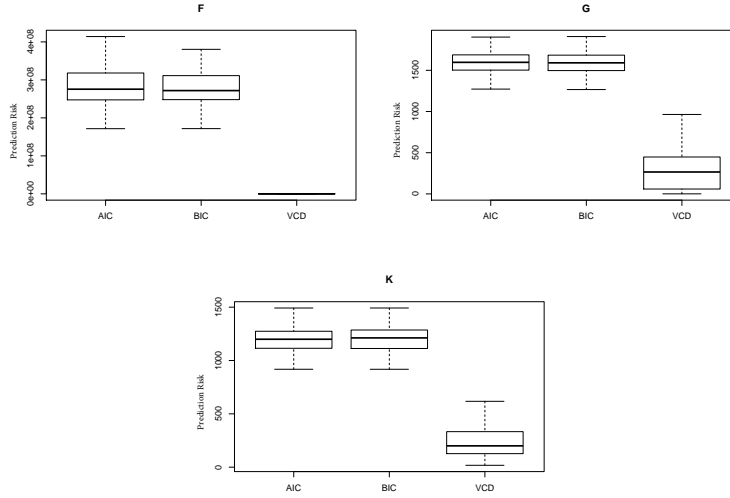 F
Prediction Risk
4e+08
3e+08
2e+08
1e+08
0e+00
AIC
BIC
VCD
G
Prediction Risk
1500
1000
500
0
AIC
BIC
VCD
K
Prediction Risk
1500
1000
500
0
AIC
BIC
VCD